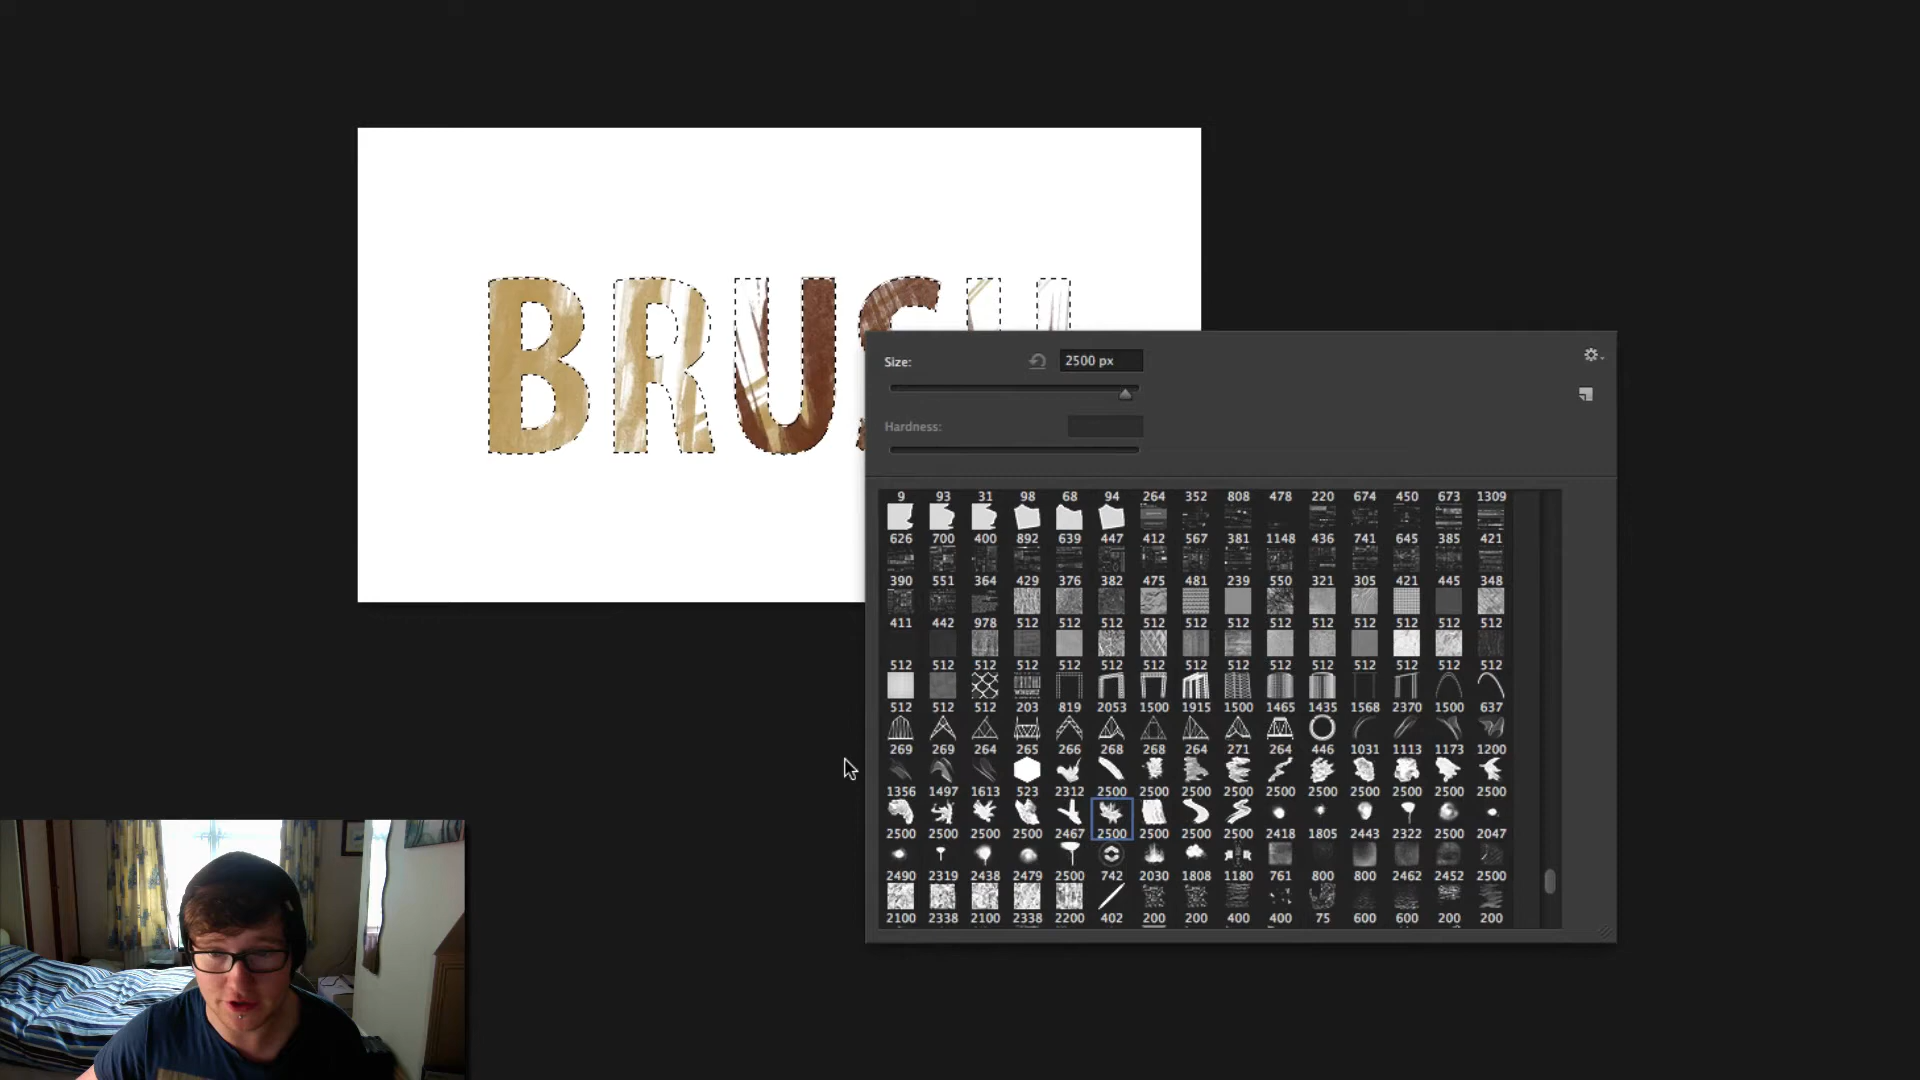 BRUSH
Size:
2500 px
Hardness:
9 93 31 98 68 94 264 352 808 478 220 674 450 673 1309
626 700 400 892 639 447 412 567 381 1148 436 741 645 385 421
390 551 364 429 376 382 475 481 239 550 321 305 421 445 348
411 442 978 512 512 512 512 512 512 512 512 512 512 512 512
512 512 512 512 512 512 512 512 512 512 512 512 512 512 512
512 512 512 203 819 2053 1500 1915 1500 1465 1435 1568 2370 1500 637
269 269 264 265 266 268 268 264 271 264 446 1031 1113 1173 1200
1356 1497 1613 523 2312 2500 2500 2500 2500 2500 2500 2500 2500 2500 2500
2500 2500 2500 2500 2467 2500 2500 2500 2500 2418 1805 2443 2322 2500 2047
2490 2319 2438 2479 2500 742 2030 1808 1180 761 800 800 2462 2452 2500
2100 2338 2100 2338 2200 402 200 200 400 400 75 600 600 200 200